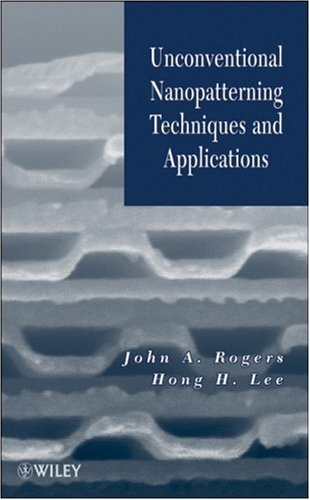 Unconventional
Nanopatterning
Techniques and
Applications
John A. Rogers
Hong H. Lee
WILEY